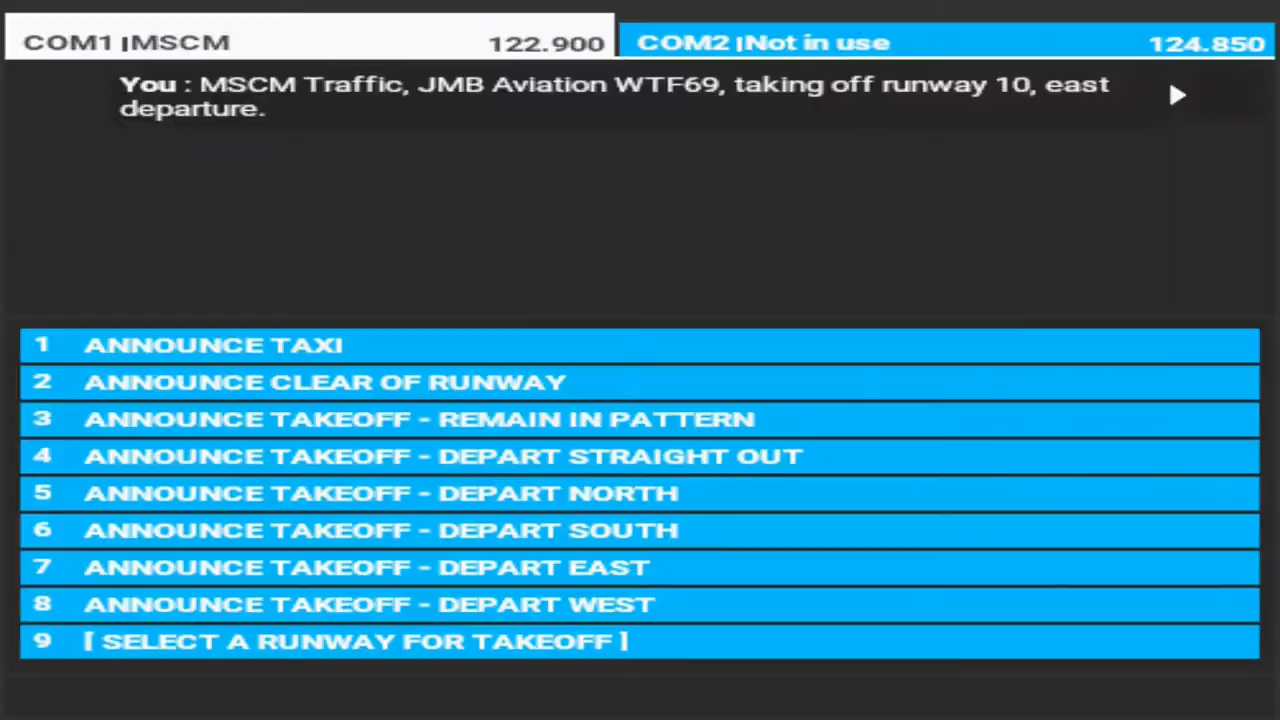 COM1 |MSCM 122.900 COM2 |Not in use 124.850
You : MSCM Traffic, JMB Aviation WTF69, taking off runway 10, east
departure.
1 ANNOUNCE TAXI
2 ANNOUNCE CLEAR OF RUNWAY
3 ANNOUNCE TAKEOFF - REMAIN IN PATTERN
4 ANNOUNCE TAKEOFF - DEPART STRAIGHT OUT
5 ANNOUNCE TAKEOFF - DEPART NORTH
6 ANNOUNCE TAKEOFF - DEPART SOUTH
7 ANNOUNCE TAKEOFF - DEPART EAST
8 ANNOUNCE TAKEOFF - DEPART WEST
9 [ SELECT A RUNWAY FOR TAKEOFF ]